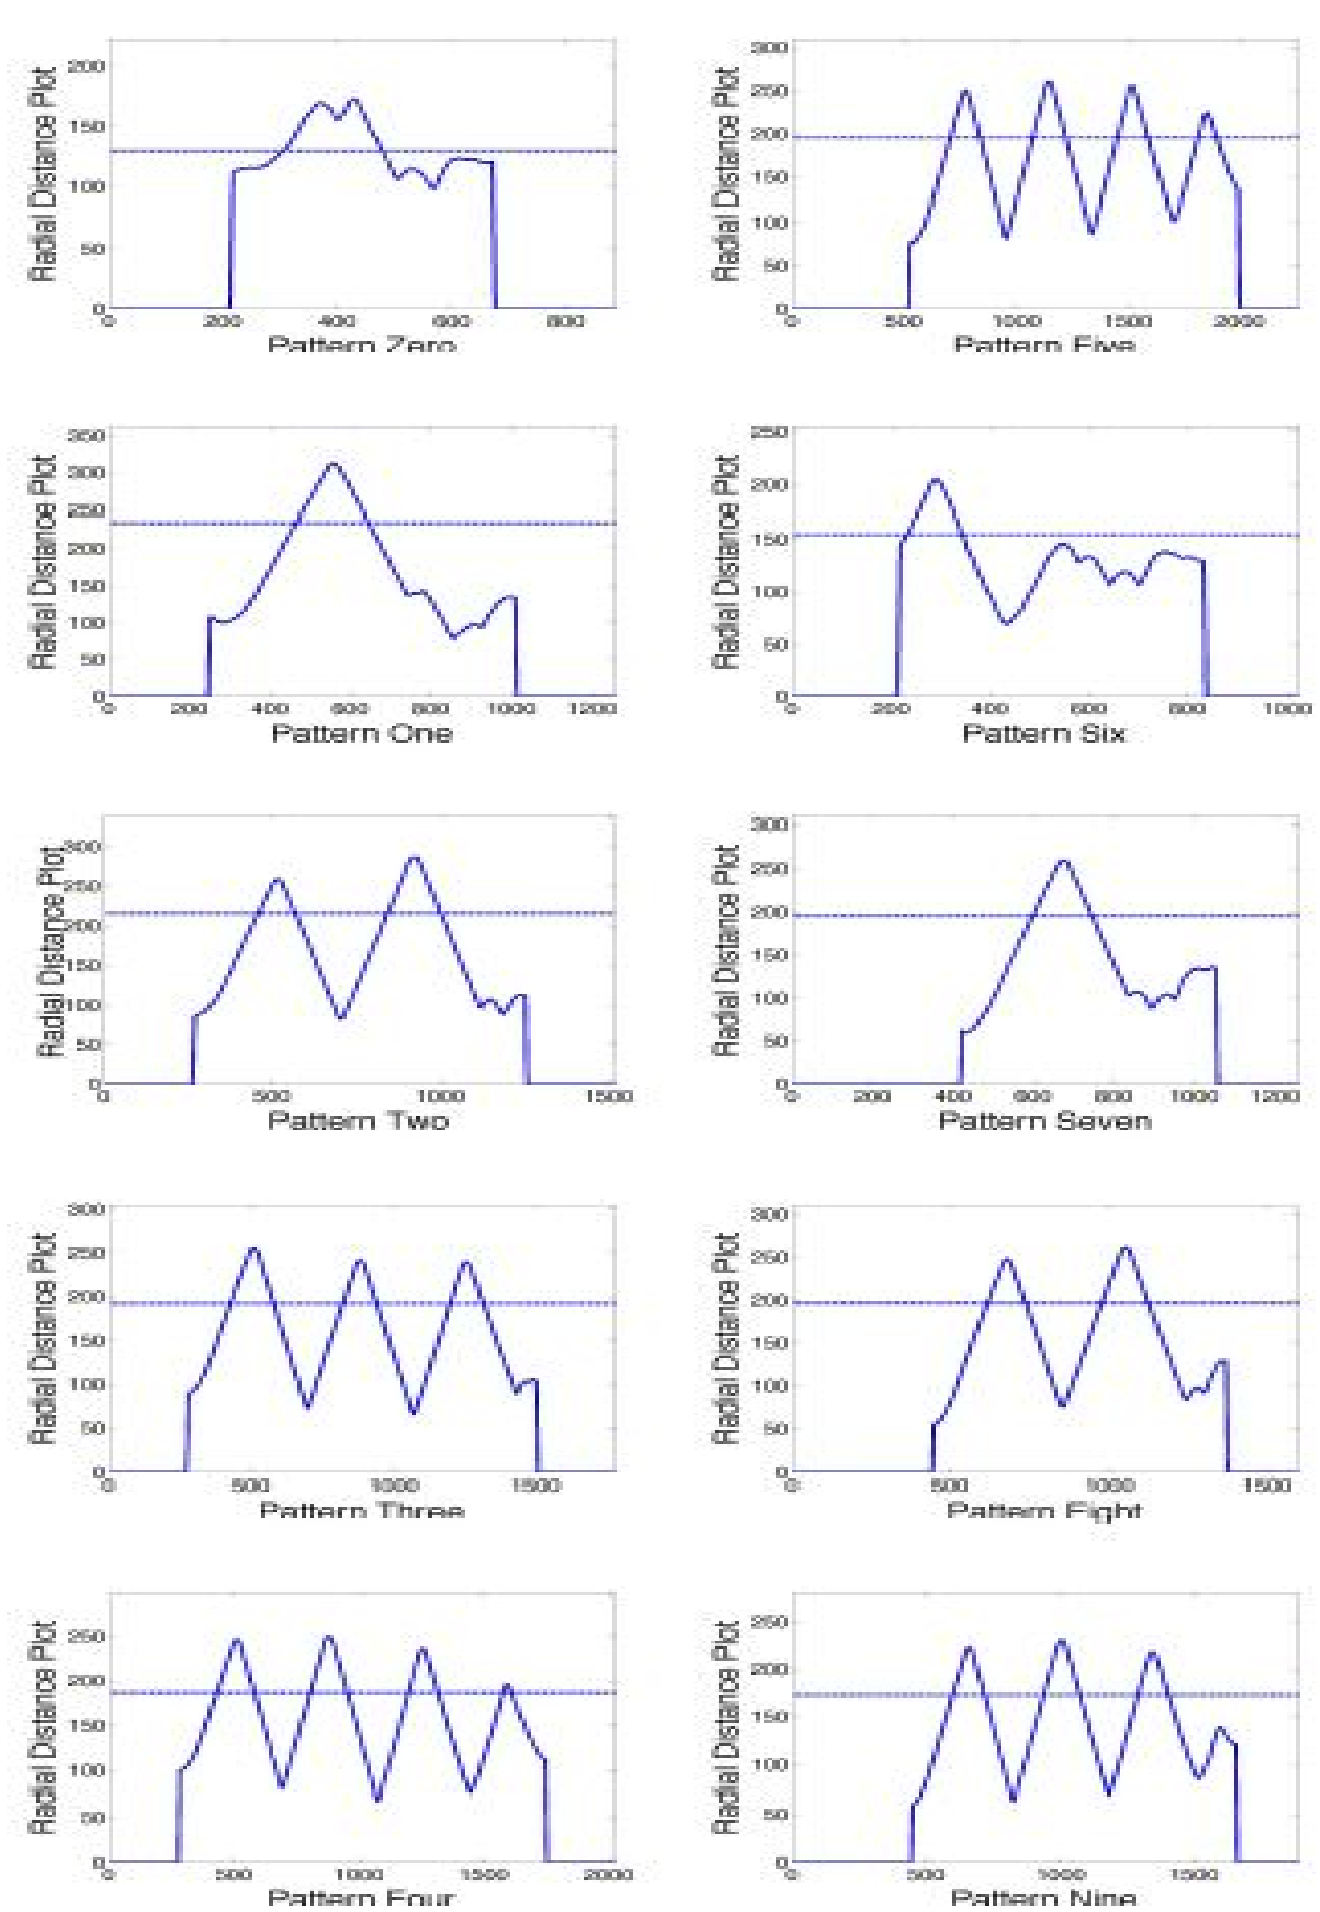 Radial Distance Plot
200
150
100
50
0
0 200 400 600 800
Pattern Zero
Radial Distance Plot
300
250
200
150
100
50
0
0 500 1000 1500 2000
Pattern Five
Radial Distance Plot
350
300
250
200
150
100
50
0
0 200 400 600 800 1000 1200
Pattern One
Radial Distance Plot
250
200
150
100
50
0
0 200 400 600 800 1000
Pattern Six
Radial Distance Plot
300
250
200
150
100
50
0
0 500 1000 1500
Pattern Two
Radial Distance Plot
300
250
200
150
100
50
0
0 200 400 600 800 1000 1200
Pattern Seven
Radial Distance Plot
300
250
200
150
100
50
0
0 500 1000 1500
Pattern Three
Radial Distance Plot
300
250
200
150
100
50
0
0 500 1000 1500
Pattern Eight
Radial Distance Plot
250
200
150
100
50
0
0 500 1000 1500 2000
Pattern Four
Radial Distance Plot
250
200
150
100
50
0
0 500 1000 1500
Pattern Nine